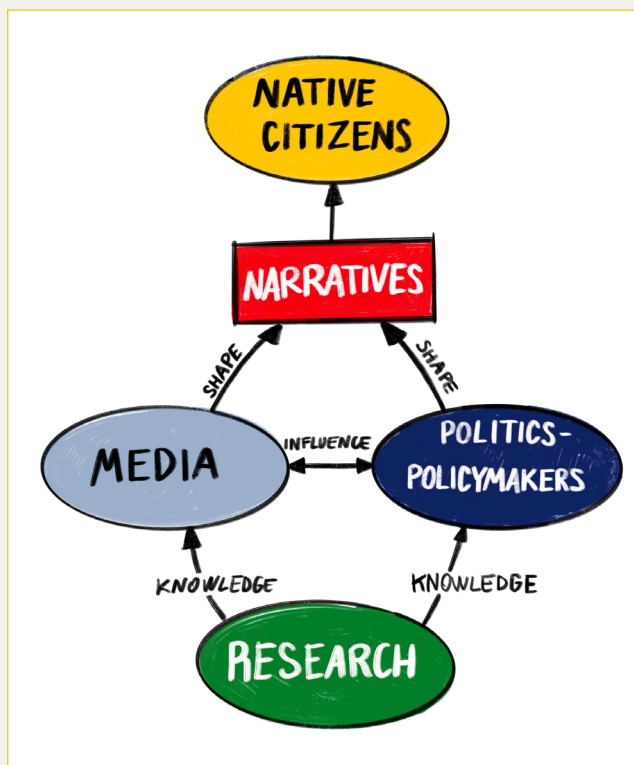 NATIVE
CITIZENS
NARRATIVES
SHAPE
SHAPE
MEDIA
INFLUENCE
POLITICS-
POLICYMAKERS
KNOWLEDGE
KNOWLEDGE
RESEARCH